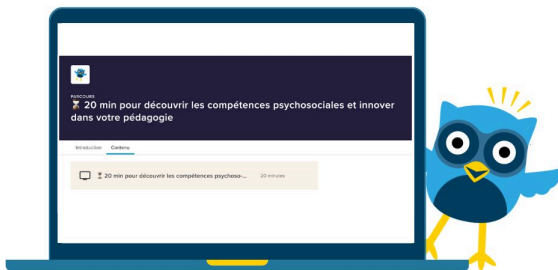 PARCOURS
⏳ 20 min pour découvrir les compétences psychosociales et innover
dans votre pédagogie
Introduction Contenu
⏳ 20 min pour découvrir les compétences psychoso-... 20 minutes